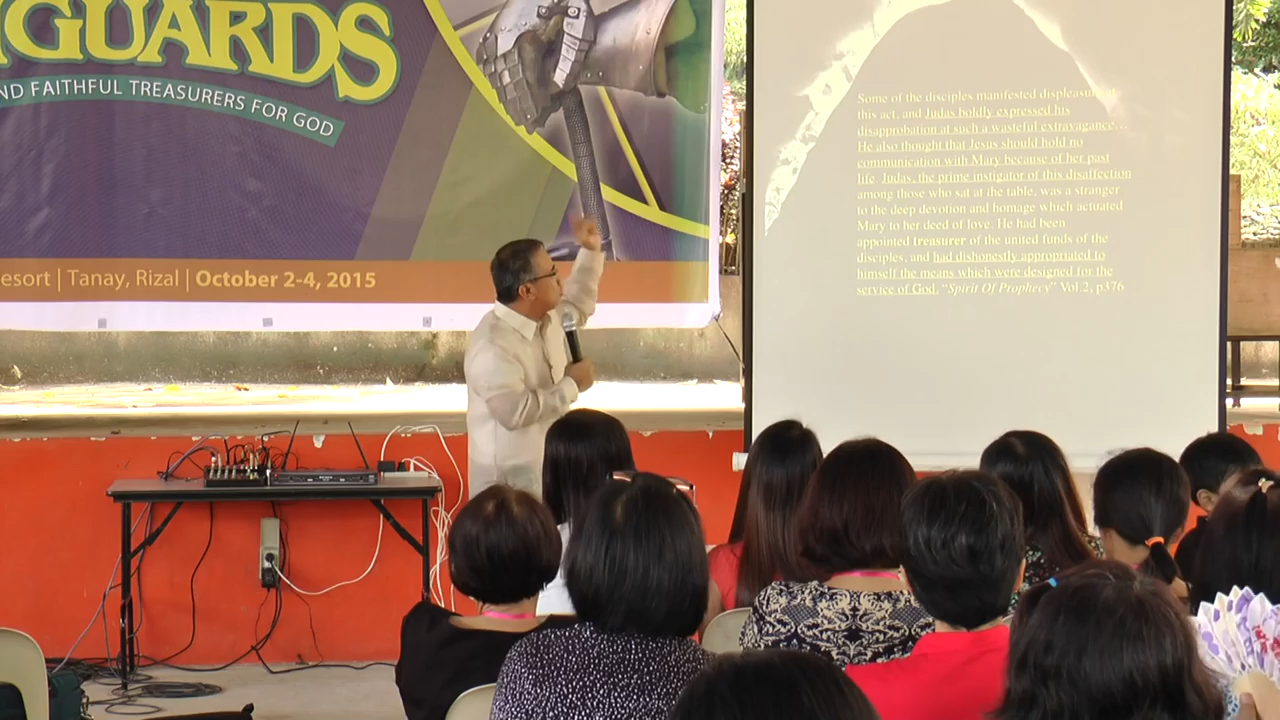 GUARDS
ND FAITHFUL TREASURERS FOR GOD
esort | Tanay, Rizal | October 2-4, 2015
Some of the disciples manifested displeasure at
this act, and Judas boldly expressed his
disapprobation at such a wasteful extravagance...
He also thought that Jesus should hold no
communication with Mary because of her past
life. Judas, the prime instigator of this disaffection
among those who sat at the table, was a stranger
to the deep devotion and homage which actuated
Mary to her deed of love. He had been
appointed treasurer of the united funds of the
disciples, and had dishonestly appropriated to
himself the means which were designed for the
service of God. "Spirit Of Prophecy" Vol.2, p376